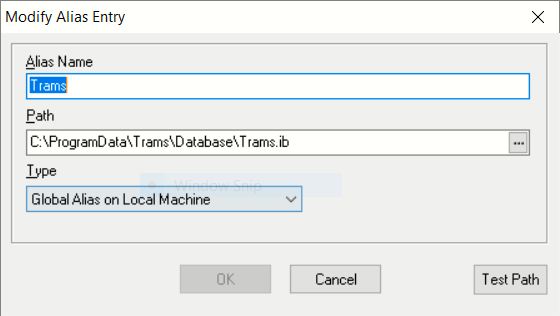 Modify Alias Entry
Alias Name
Trams
Path
C:\ProgramData\Trams\Database\Trams.ib
...
Type
Window Snip
Global Alias on Local Machine
OK
Cancel
Test Path